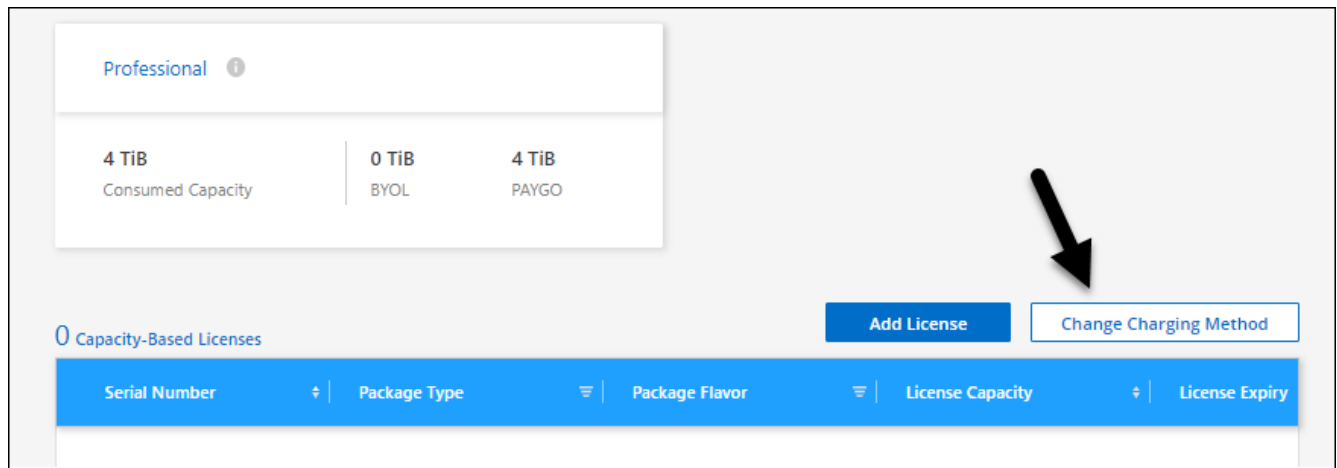 Professional
4 TiB 0 TiB 4 TiB
Consumed Capacity BYOL PAYGO
Add License Change Charging Method
0 Capacity-Based Licenses
Serial Number Package Type Package Flavor License Capacity License Expiry